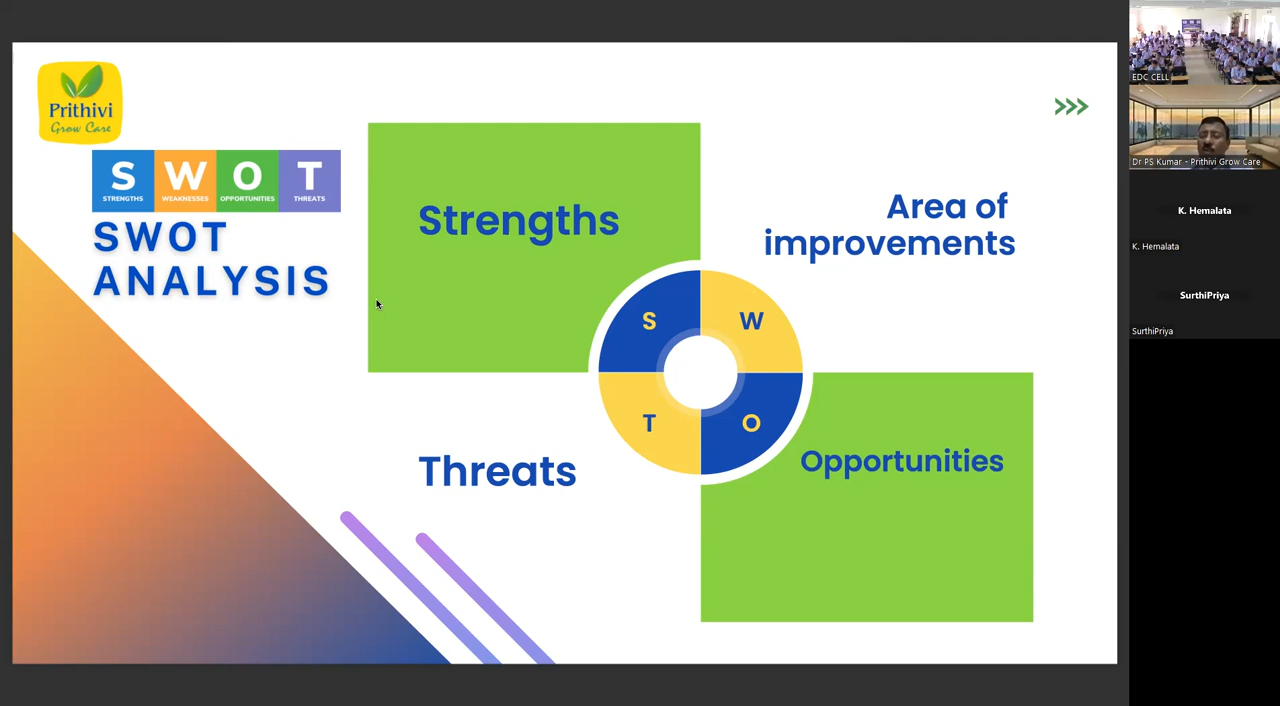 Prithivi
Grow Care
S W O T
STRENGTHS WEAKNESSES OPPORTUNITIES THREATS
SWOT
ANALYSIS
Strengths
Area of
improvements
S W
T O
Threats
Opportunities
EDC CELL
Dr PS Kumar - Prithivi Grow Care
K. Hemalata
K. Hemalata
SurthiPriya
SurthiPriya